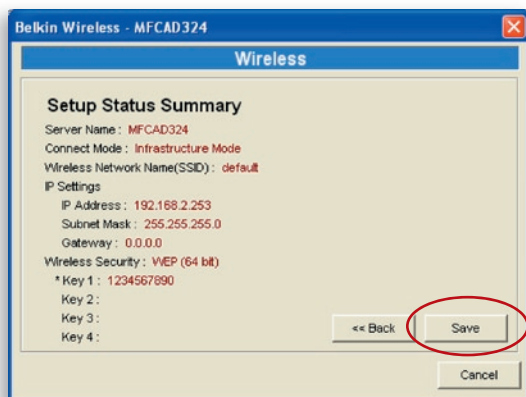 Belkin Wireless - MFCAD324
Wireless
Setup Status Summary
Server Name : MFCAD324
Connect Mode : Infrastructure Mode
Wireless Network Name(SSID) : default
IP Settings
IP Address : 192.168.2.253
Subnet Mask : 255.255.255.0
Gateway : 0.0.0.0
Wireless Security : WEP (64 bit)
* Key 1 : 1234567890
Key 2 :
Key 3 :
Key 4 :
<< Back
Save
Cancel